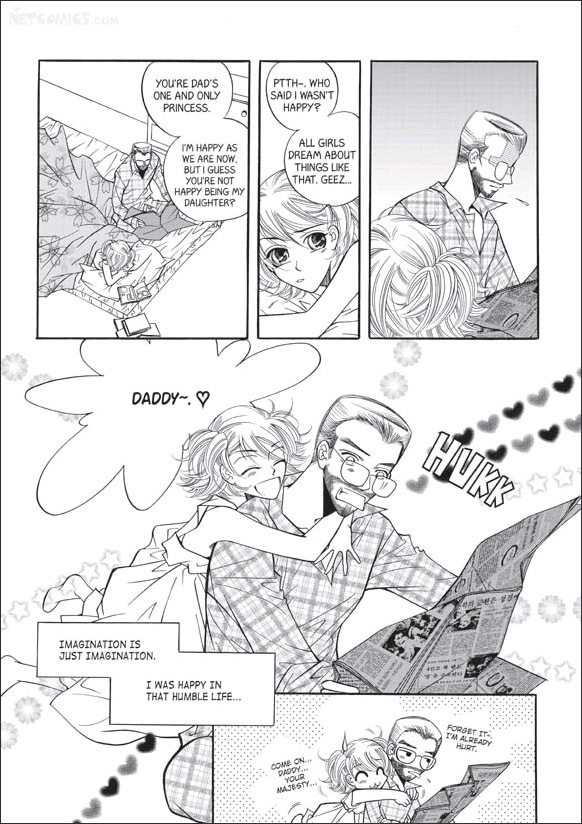 NETCOMICS.COM
YOU'RE DAD'S
ONE AND ONLY
PRINCESS.
I'M HAPPY AS
WE ARE NOW,
BUT I GUESS
YOU'RE NOT
HAPPY BEING MY
DAUGHTER?
PTTH~. WHO
SAID I WASN'T
HAPPY?
ALL GIRLS
DREAM ABOUT
THINGS LIKE
THAT. GEEZ...
DADDY~. ♡
HUKK
IMAGINATION IS
JUST IMAGINATION.
I WAS HAPPY IN
THAT HUMBLE LIFE...
COME ON,
DADDY...
YOUR
MAJESTY...
FORGET IT~.
I'M ALREADY
HURT.